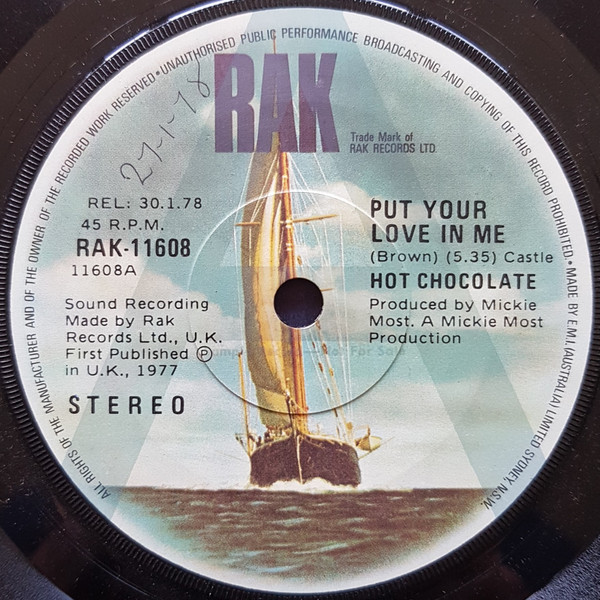 ALL RIGHTS OF THE MANUFACTURER AND OF THE OWNER OF THE RECORDED WORK RESERVED • UNAUTHORISED PUBLIC PERFORMANCE BROADCASTING AND COPYING OF THIS RECORD PROHIBITED. • MADE BY E.M.I. (AUSTRALIA) LIMITED SYDNEY, N.S.W.
27-1-78
RAK
Trade Mark of
RAK RECORDS LTD.
REL: 30.1.78
45 R.P.M.
RAK-11608
11608A
PUT YOUR
LOVE IN ME
(Brown) (5.35) Castle
HOT CHOCOLATE
Sound Recording
Made by Rak
Records Ltd., U.K.
First Published Ⓟ
in U.K., 1977
Produced by Mickie
Most. A Mickie Most
Production
For Sale
STEREO